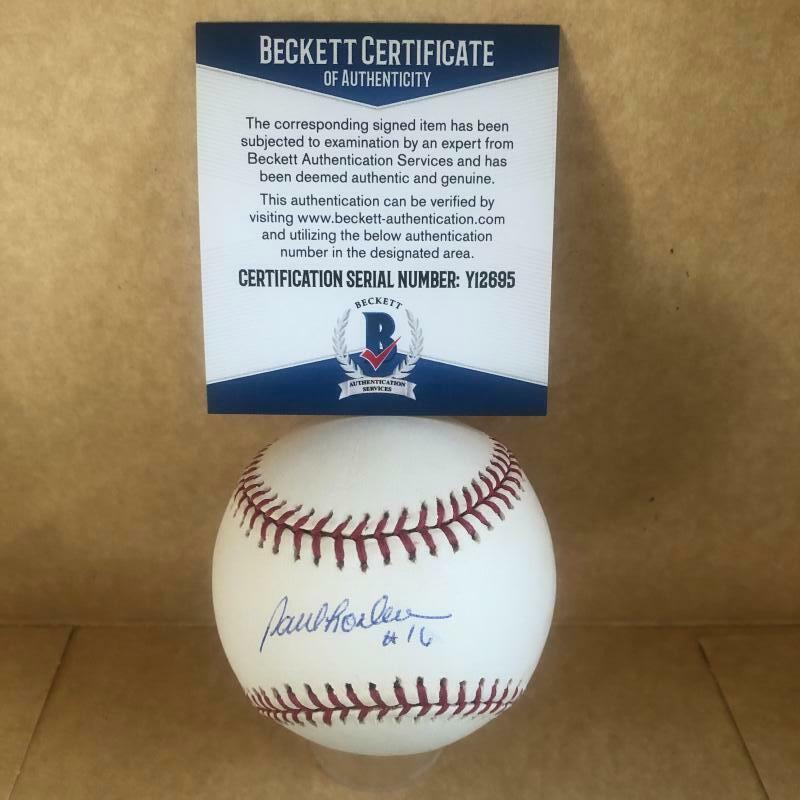 BECKETT CERTIFICATE
OF AUTHENTICITY
The corresponding signed item has been
subjected to examination by an expert from
Beckett Authentication Services and has
been deemed authentic and genuine.
This authentication can be verified by
visiting www.beckett-authentication.com
and utilizing the below authentication
number in the designated area.
CERTIFICATION SERIAL NUMBER: Y12695
BECKETT
B
AUTHENTICATION
SERVICES
Paul
#16